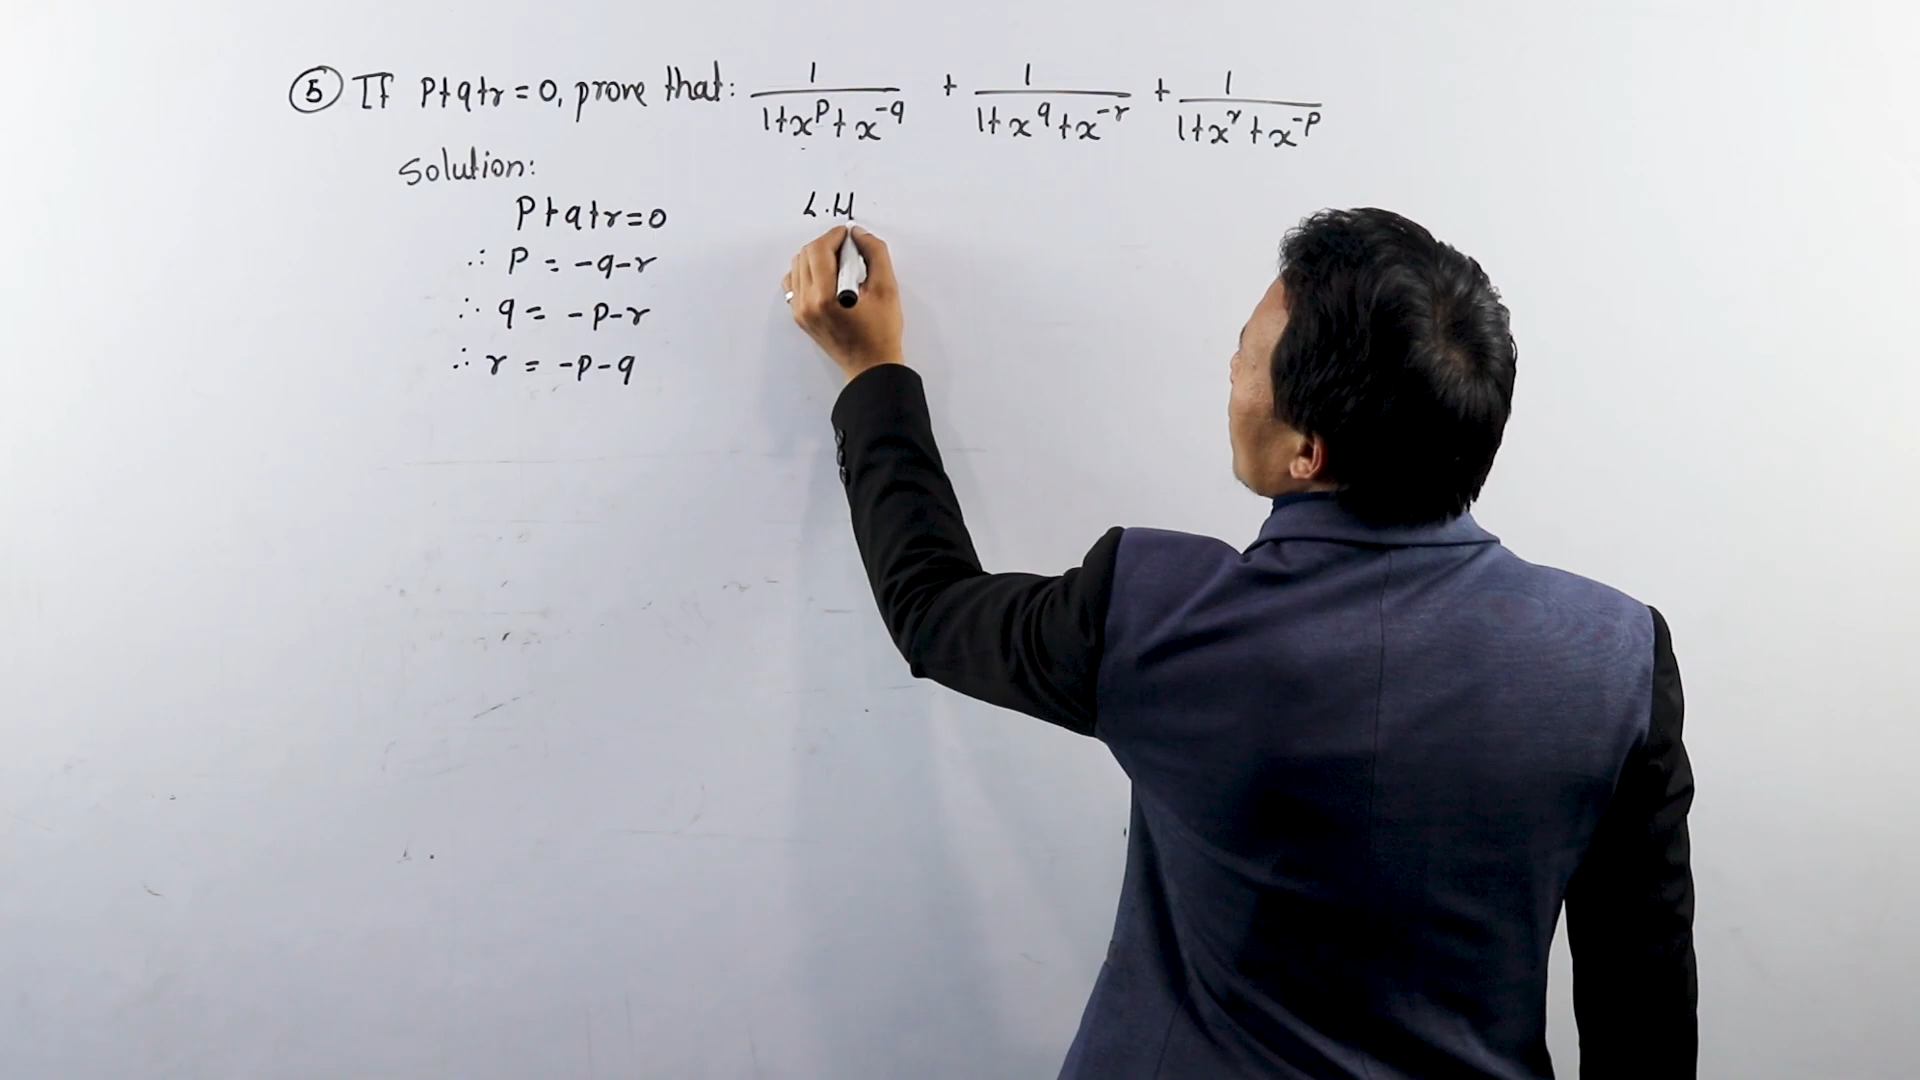 ⑤ If p+q+r=0, prove that: 1/(1+x^p+x^-q) + 1/(1+x^q+x^-r) + 1/(1+x^r+x^-p)
Solution:
p+q+r=0
∴ p = -q-r
∴ q = -p-r
∴ r = -p-q
L.H